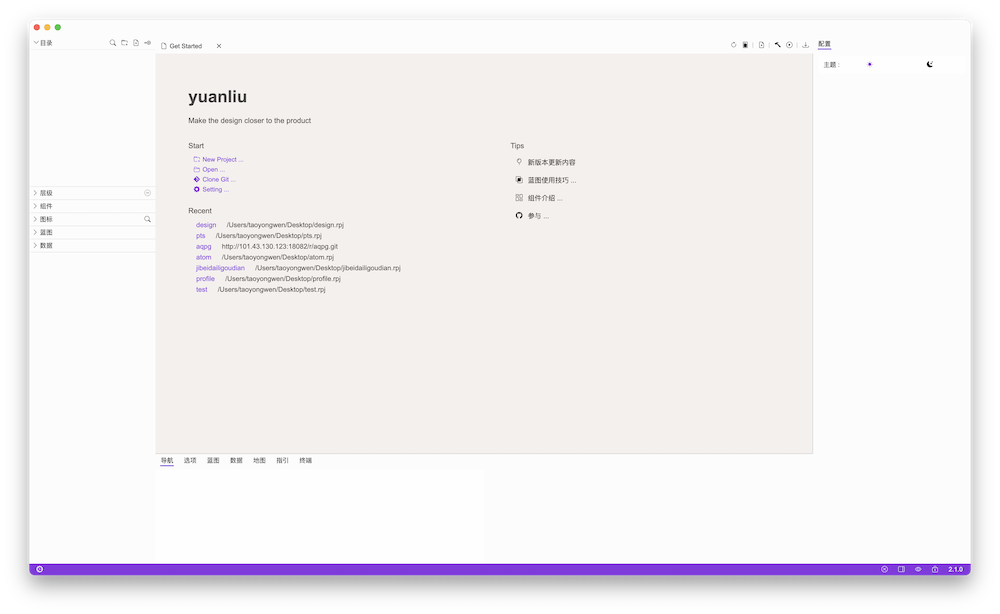 目录
Get Started
配置
主题：
yuanliu
Make the design closer to the product
Start
New Project ...
Open ...
Clone Git ...
Setting ...
Tips
新版本更新内容
蓝图使用技巧 ...
组件介绍 ...
参与 ...
Recent
design /Users/taoyongwen/Desktop/design.rpj
pts /Users/taoyongwen/Desktop/pts.rpj
aqpg http://101.43.130.123:18082/r/aqpg.git
atom /Users/taoyongwen/Desktop/atom.rpj
jibeidailigoudian /Users/taoyongwen/Desktop/jibeidailigoudian.rpj
profile /Users/taoyongwen/Desktop/profile.rpj
test /Users/taoyongwen/Desktop/test.rpj
层级
组件
图标
蓝图
数据
导航 选项 蓝图 数据 地图 指引 终端
2.1.0